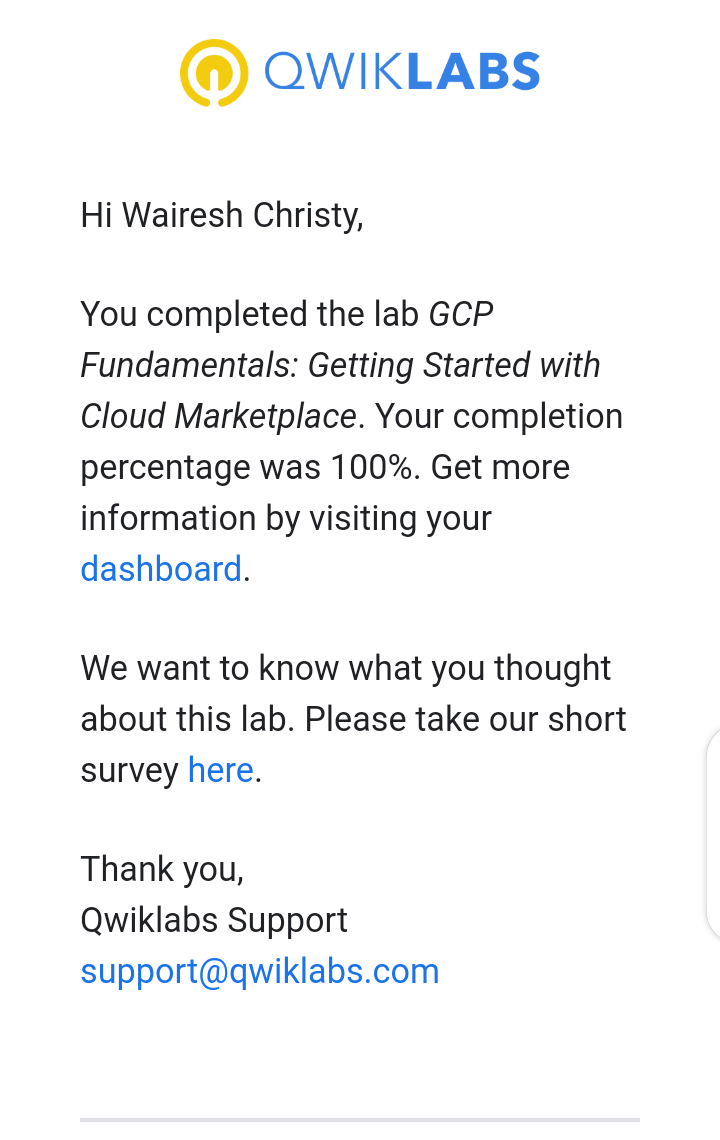 QWIKLABS
Hi Wairesh Christy,
You completed the lab GCP
Fundamentals: Getting Started with
Cloud Marketplace. Your completion
percentage was 100%. Get more
information by visiting your
dashboard.
We want to know what you thought
about this lab. Please take our short
survey here.
Thank you,
Qwiklabs Support
support@qwiklabs.com